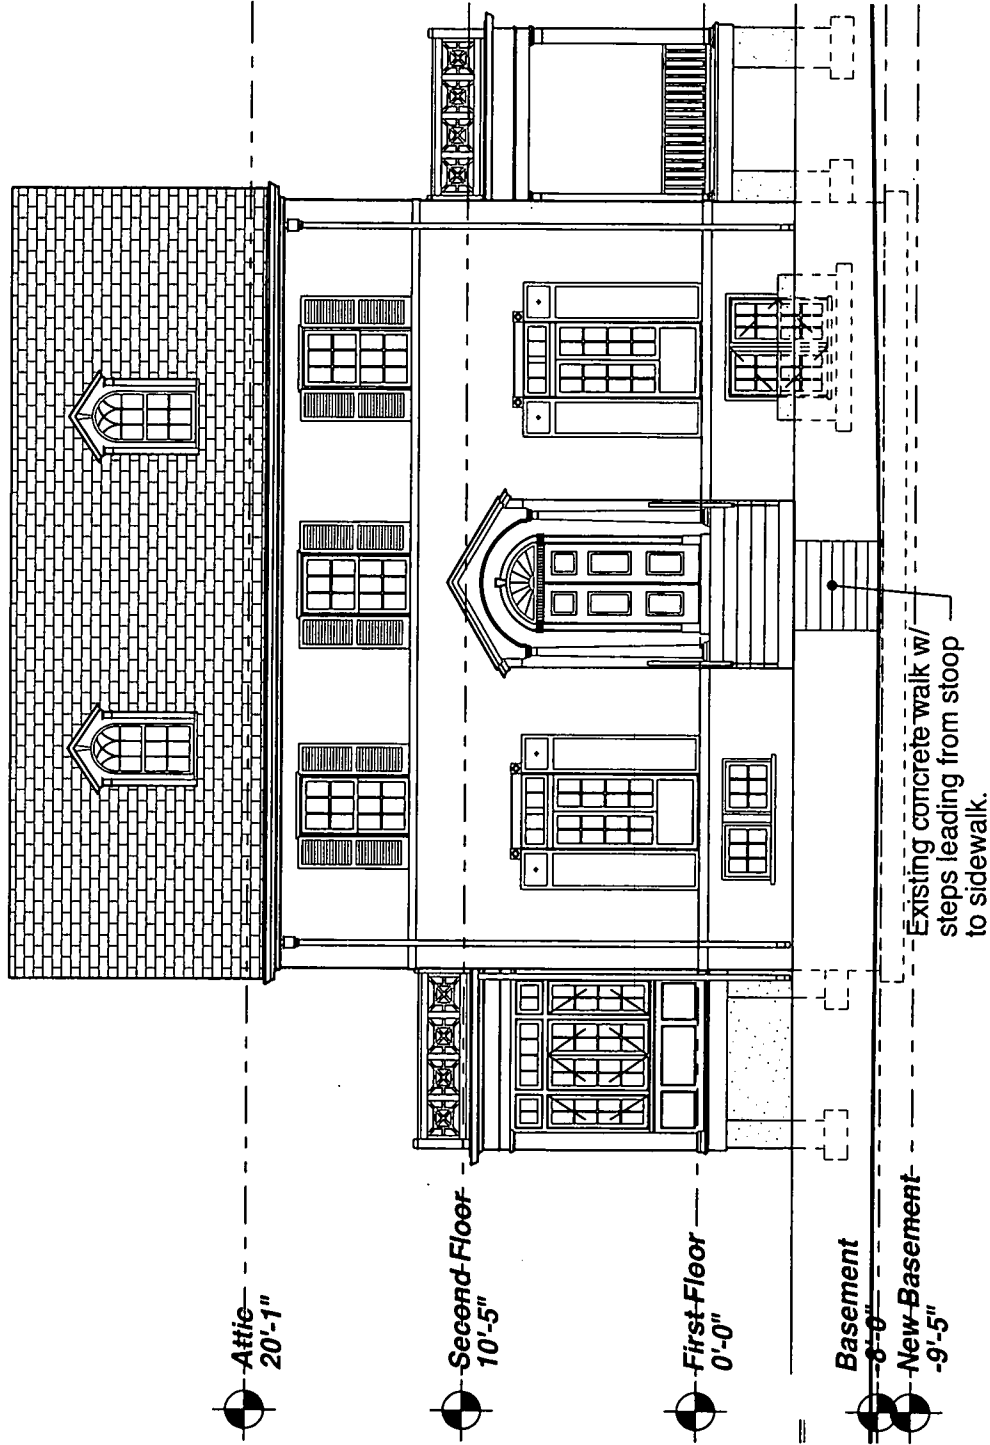 Attic
20'-1"
Second Floor
10'-5"
First Floor
0'-0"
Basement
-8'-0"
New Basement
-9'-5"
Existing concrete walk w/
steps leading from stoop
to sidewalk.